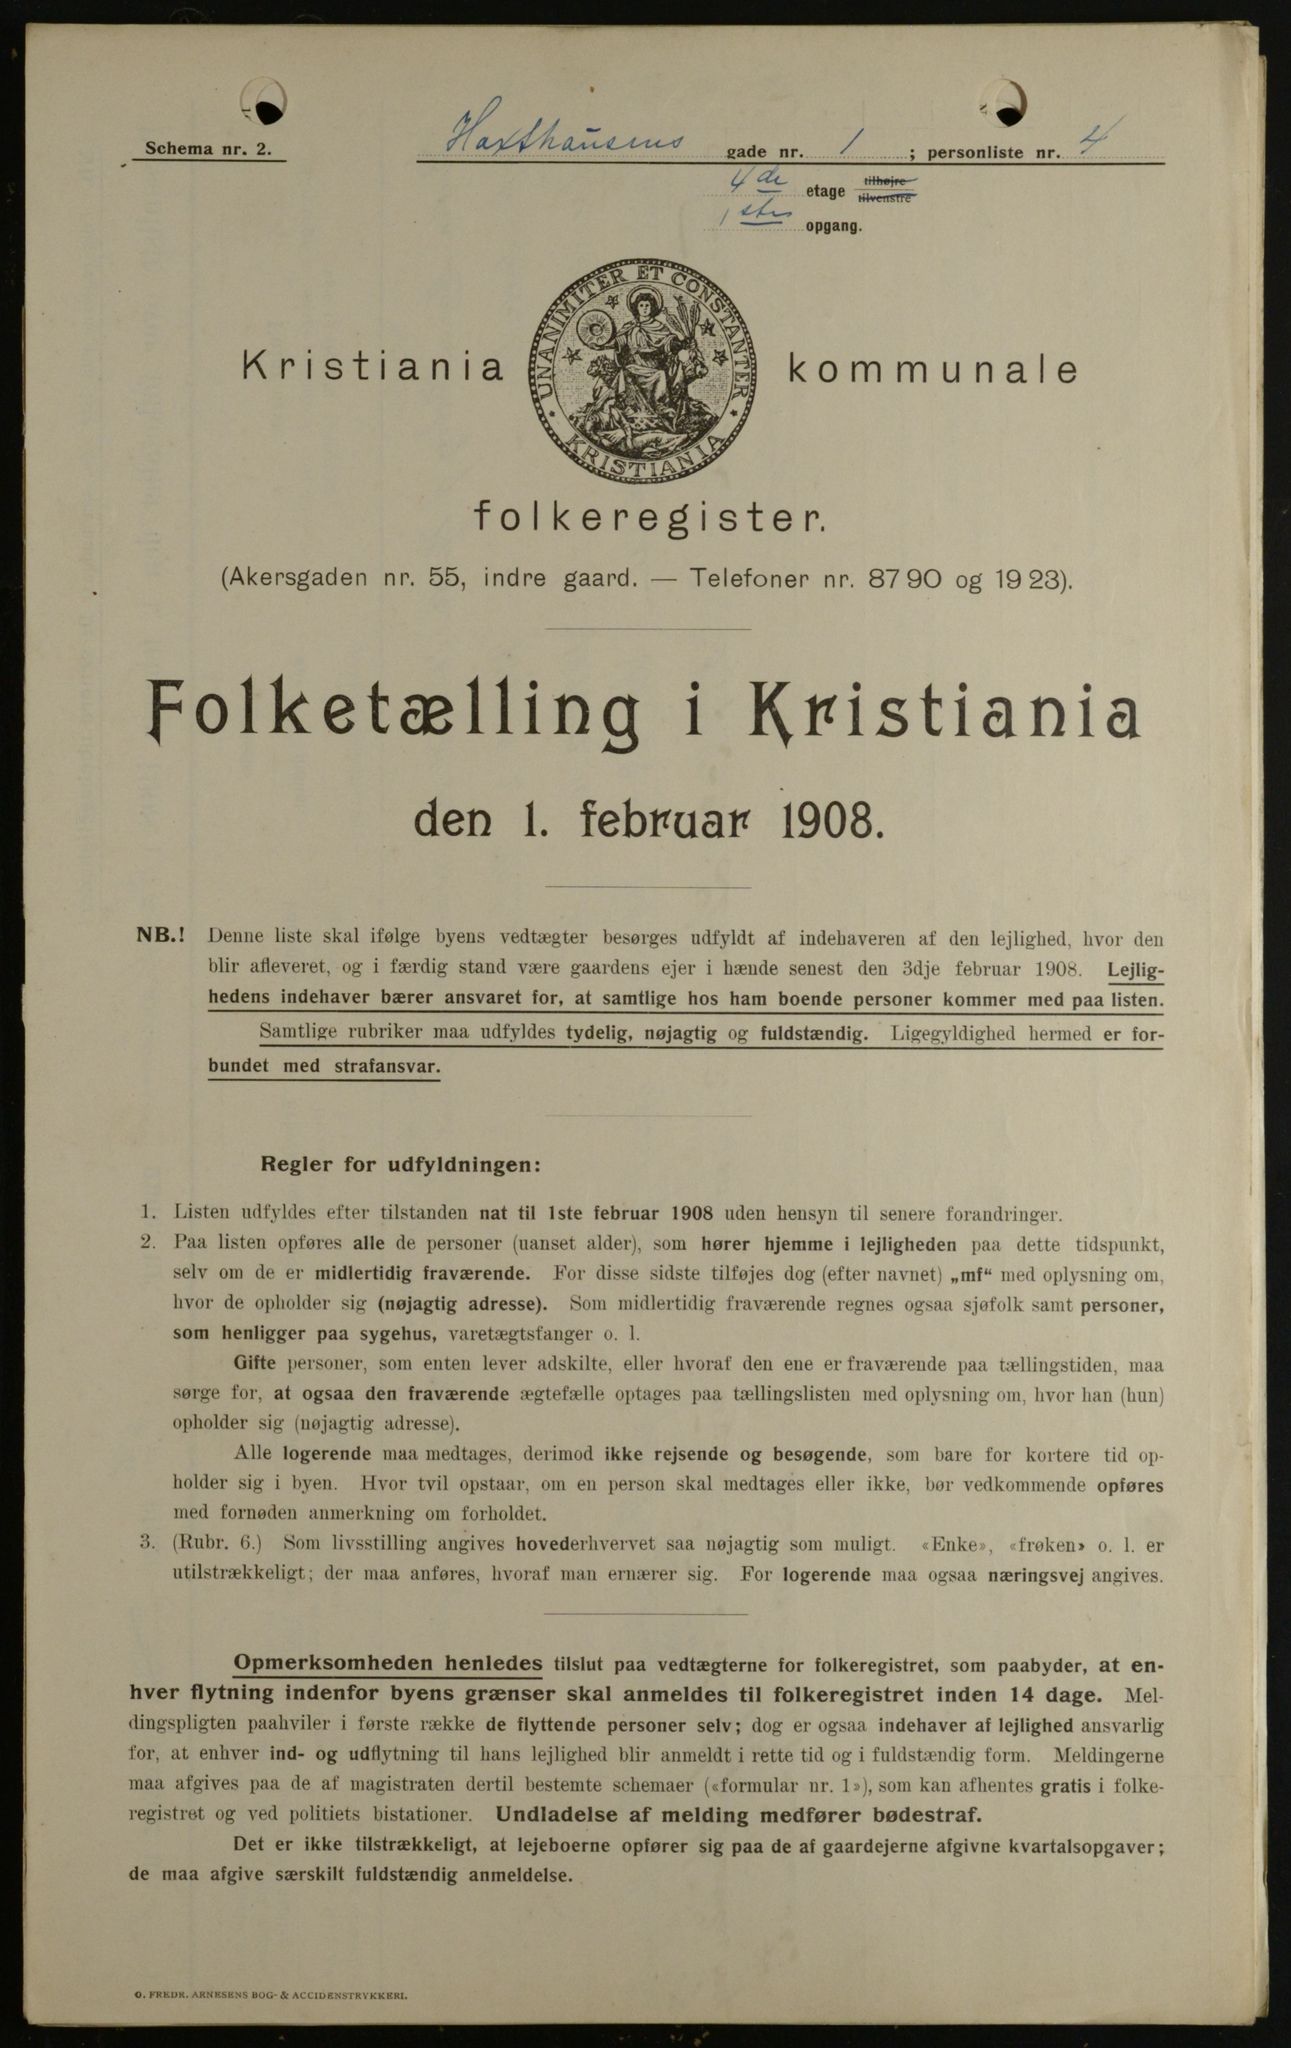 Schema nr. 2.
Haxthausens gade nr. 1 ; personliste nr. 4
4de etage tilhøjre tilvenstre
1ste opgang.
UNANIMITER ET CONSTANTER
KRISTIANIA
Kristiania kommunale
folkeregister.
(Akersgaden nr. 55, indre gaard. — Telefoner nr. 8790 og 1923).
Folketælling i Kristiania
den 1. februar 1908.
NB.! Denne liste skal ifølge byens vedtægter besørges udfyldt af indehaveren af den lejlighed, hvor den
blir afleveret, og i færdig stand være gaardens ejer i hænde senest den 3dje februar 1908. Lejlig-
hedens indehaver bærer ansvaret for, at samtlige hos ham boende personer kommer med paa listen.
Samtlige rubriker maa udfyldes tydelig, nøjagtig og fuldstændig. Ligegyldighed hermed er for-
bundet med strafansvar.
Regler for udfyldningen:
1. Listen udfyldes efter tilstanden nat til 1ste februar 1908 uden hensyn til senere forandringer.
2. Paa listen opføres alle de personer (uanset alder), som hører hjemme i lejligheden paa dette tidspunkt,
selv om de er midlertidig fraværende. For disse sidste tilføjes dog (efter navnet) „mf“ med oplysning om,
hvor de opholder sig (nøjagtig adresse). Som midlertidig fraværende regnes ogsaa sjøfolk samt personer,
som henligger paa sygehus, varetægtsfanger o. l.
Gifte personer, som enten lever adskilte, eller hvoraf den ene er fraværende paa tællingstiden, maa
sørge for, at ogsaa den fraværende ægtefælle optages paa tællingslisten med oplysning om, hvor han (hun)
opholder sig (nøjagtig adresse).
Alle logerende maa medtages, derimod ikke rejsende og besøgende, som bare for kortere tid op-
holder sig i byen. Hvor tvil opstaar, om en person skal medtages eller ikke, bør vedkommende opføres
med fornøden anmerkning om forholdet.
3. (Rubr. 6.) Som livsstilling angives hovederhvervet saa nøjagtig som muligt. «Enke», «frøken» o. l. er
utilstrækkeligt; der maa anføres, hvoraf man ernærer sig. For logerende maa ogsaa næringsvej angives.
Opmerksomheden henledes tilslut paa vedtægterne for folkeregistret, som paabyder, at en-
hver flytning indenfor byens grænser skal anmeldes til folkeregistret inden 14 dage. Mel-
dingspligten paahviler i første række de flyttende personer selv; dog er ogsaa indehaver af lejlighed ansvarlig
for, at enhver ind- og udflytning til hans lejlighed blir anmeldt i rette tid og i fuldstændig form. Meldingerne
maa afgives paa de af magistraten dertil bestemte schemaer («formular nr. 1»), som kan afhentes gratis i folke-
registret og ved politiets bistationer. Undladelse af melding medfører bødestraf.
Det er ikke tilstrækkeligt, at lejeboerne opfører sig paa de af gaardejerne afgivne kvartalsopgaver;
de maa afgive særskilt fuldstændig anmeldelse.
O. FREDR. ARNESENS BOG- & ACCIDENSTRYKKERI.